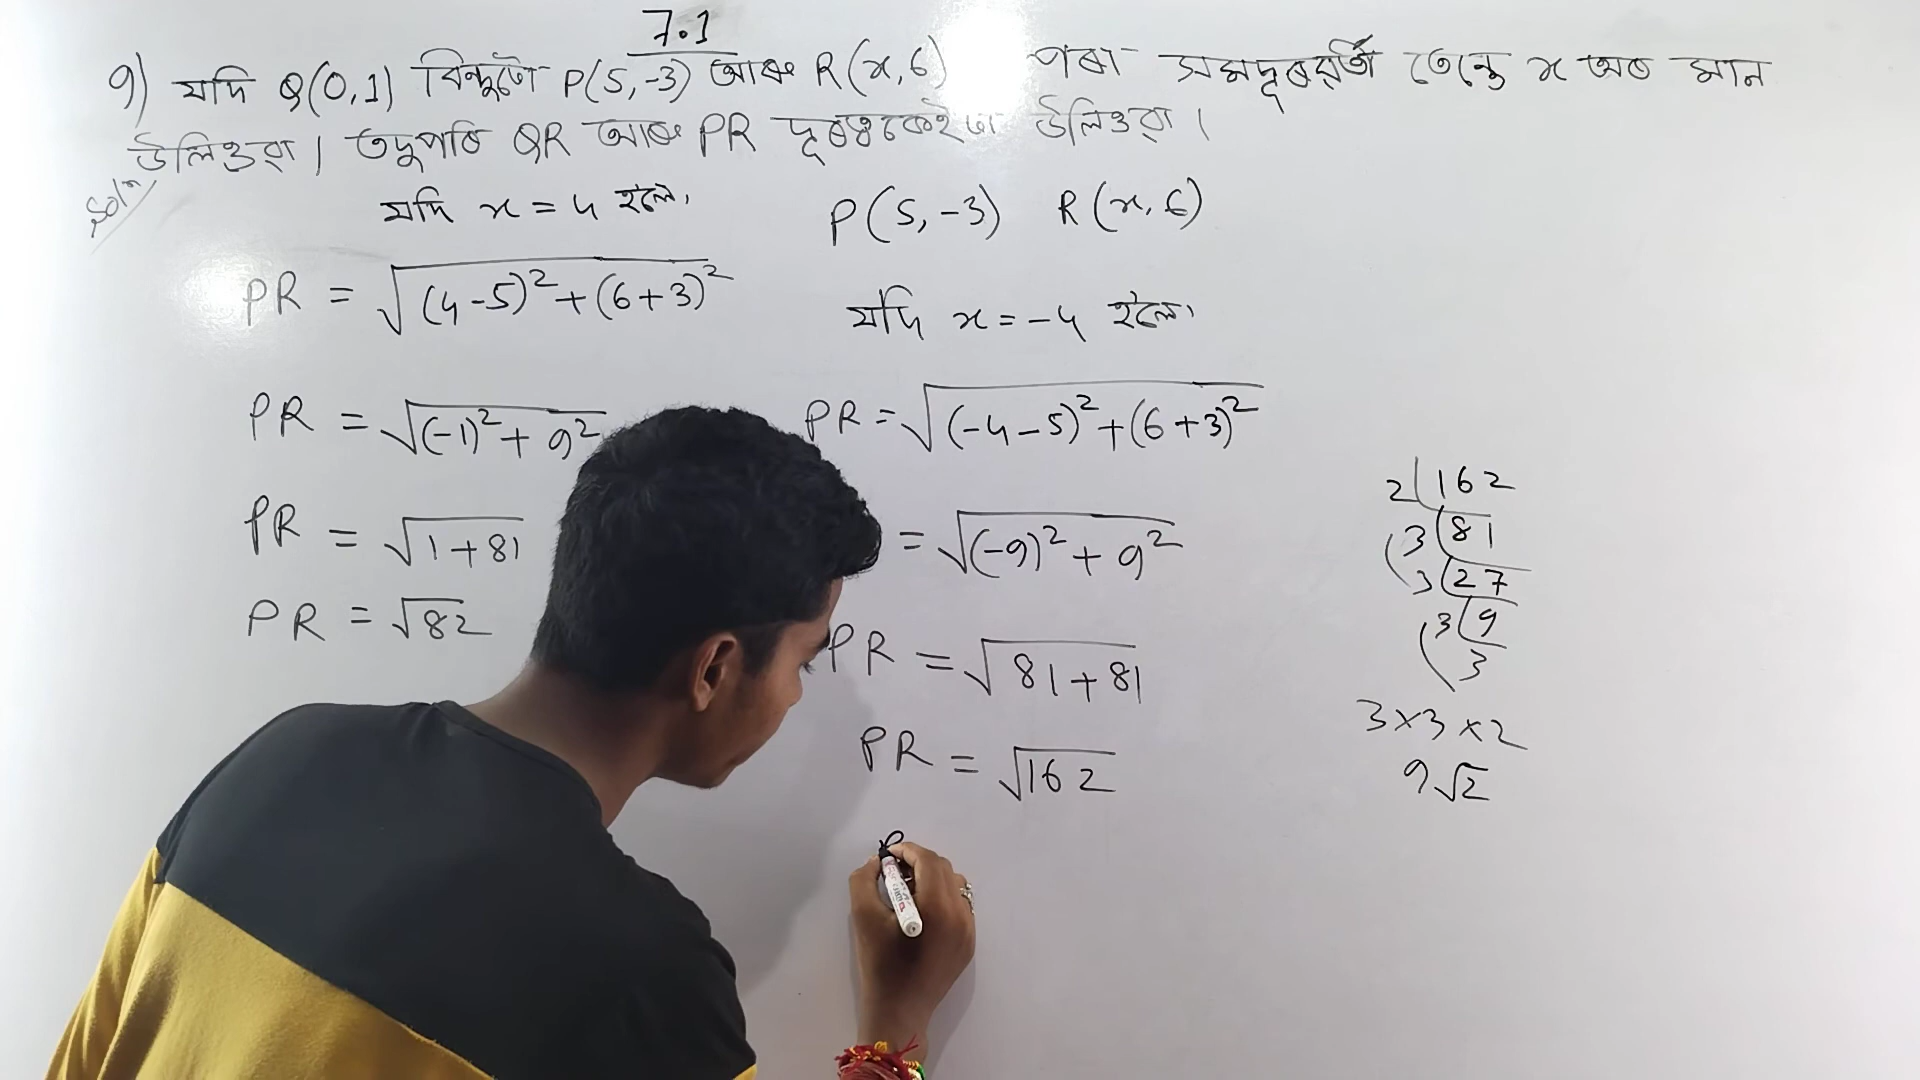 7.1
9) যদি Q(0,1) বিন্দুটো P(5,-3) আৰু R(x,6) পৰা সমদূৰৱৰ্তী তেন্তে x অৰ মান
উলিওৱা। তদুপৰি QR আৰু PR দূৰত্বকেইটা উলিওৱা।
Solⁿ
যদি x = 4 হলে,
PR = √((4-5)²+(6+3)²)
PR = √((-1)²+ 9²)
PR = √(1+81)
PR = √82
P(5,-3) R(x,6)
যদি x = -4 হলে,
PR = √((-4-5)²+(6+3)²)
= √((-9)²+ 9²)
PR = √(81+81)
PR = √162
P
2 | 162
3 | 81
3 | 27
3 | 9
3
3×3×2
9√2